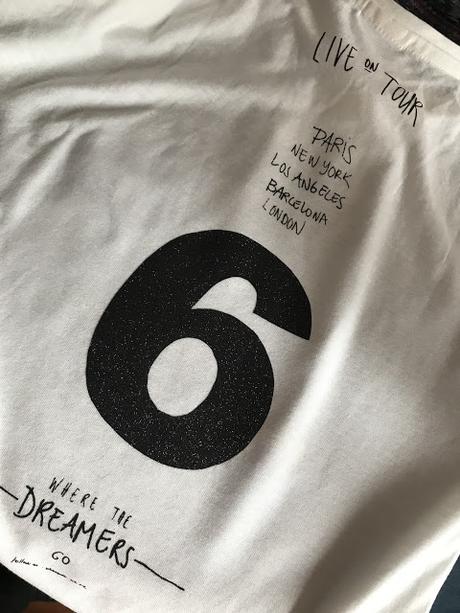 LIVE ON TOUR
PARIS
NEW YORK
LOS ANGELES
BARCELONA
LONDON
6
WHERE THE
DREAMERS
GO